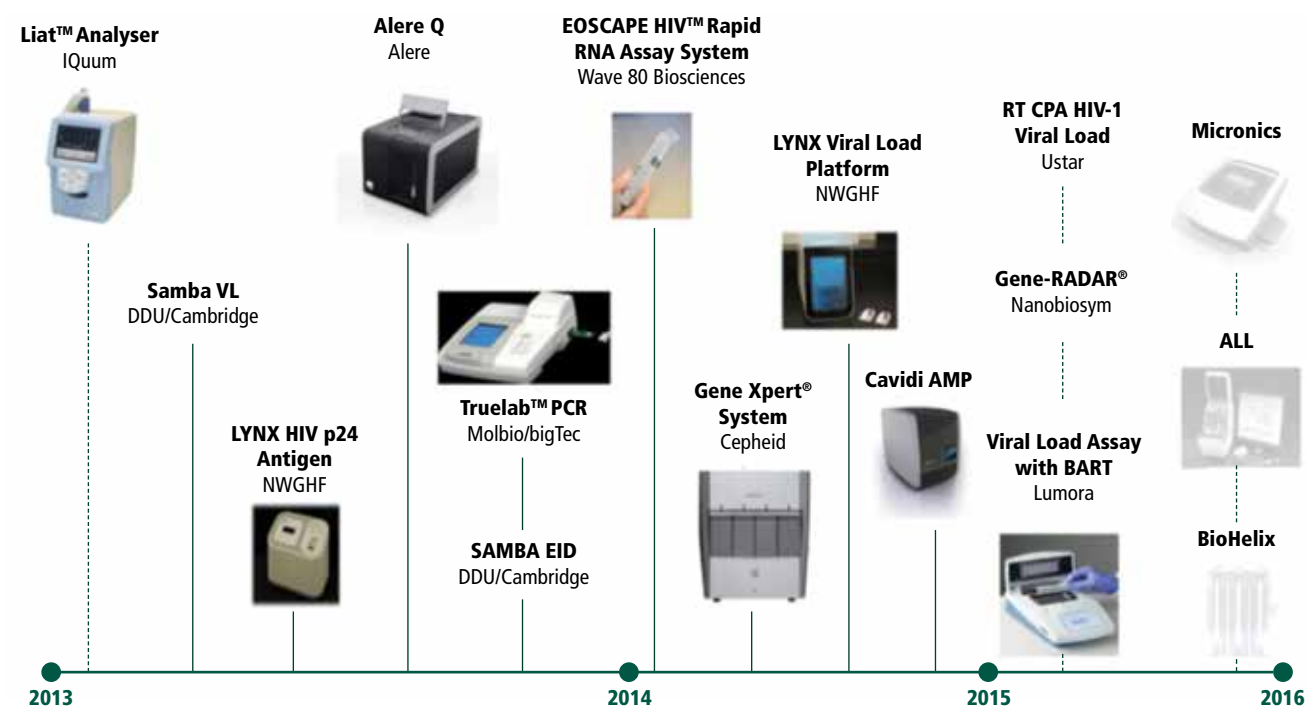 Liat™ Analyser
IQuum
Samba VL
DDU/Cambridge
LYNX HIV p24
Antigen
NWGHF
Alere Q
Alere
Truelab™ PCR
Molbio/bigTec
SAMBA EID
DDU/Cambridge
EOSCAPE HIV™ Rapid
RNA Assay System
Wave 80 Biosciences
Gene Xpert®
System
Cepheid
LYNX Viral Load
Platform
NWGHF
Cavidi AMP
RT CPA HIV-1
Viral Load
Ustar
Gene-RADAR®
Nanobiosym
Viral Load Assay
with BART
Lumora
Micronics
ALL
BioHelix
2013
2014
2015
2016